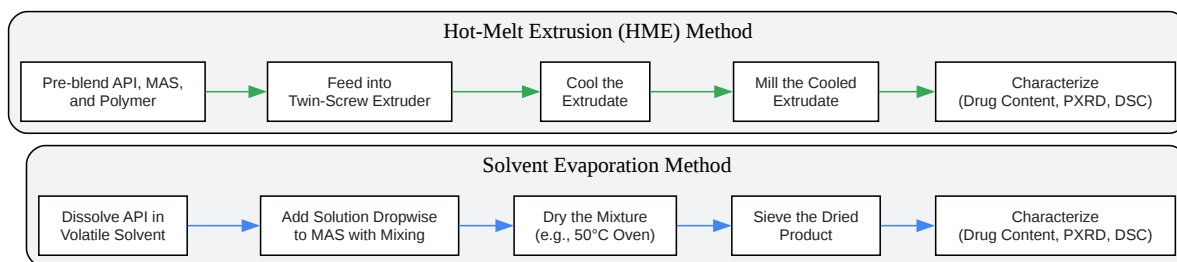 Hot-Melt Extrusion (HME) Method
Pre-blend API, MAS,
and Polymer
Feed into
Twin-Screw Extruder
Cool the
Extrudate
Mill the Cooled
Extrudate
Characterize
(Drug Content, PXRD, DSC)
Solvent Evaporation Method
Dissolve API in
Volatile Solvent
Add Solution Dropwise
to MAS with Mixing
Dry the Mixture
(e.g., 50°C Oven)
Sieve the Dried
Product
Characterize
(Drug Content, PXRD, DSC)